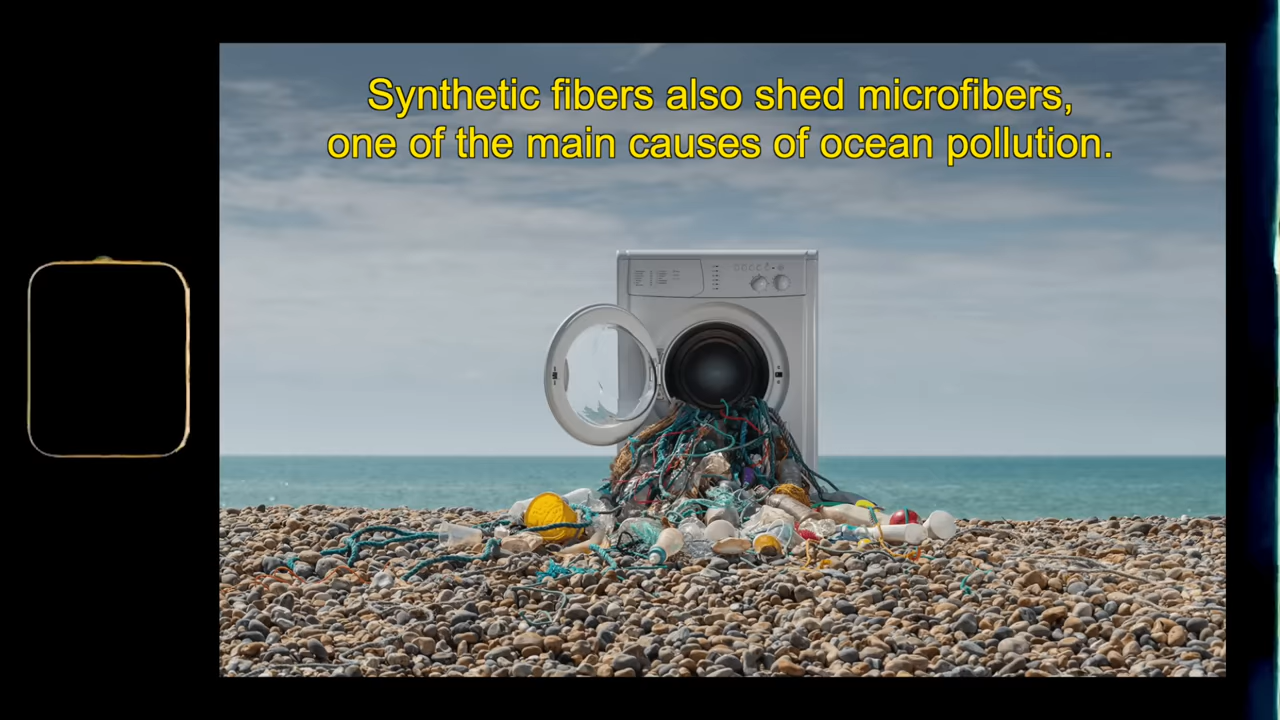 Synthetic fibers also shed microfibers,
one of the main causes of ocean pollution.